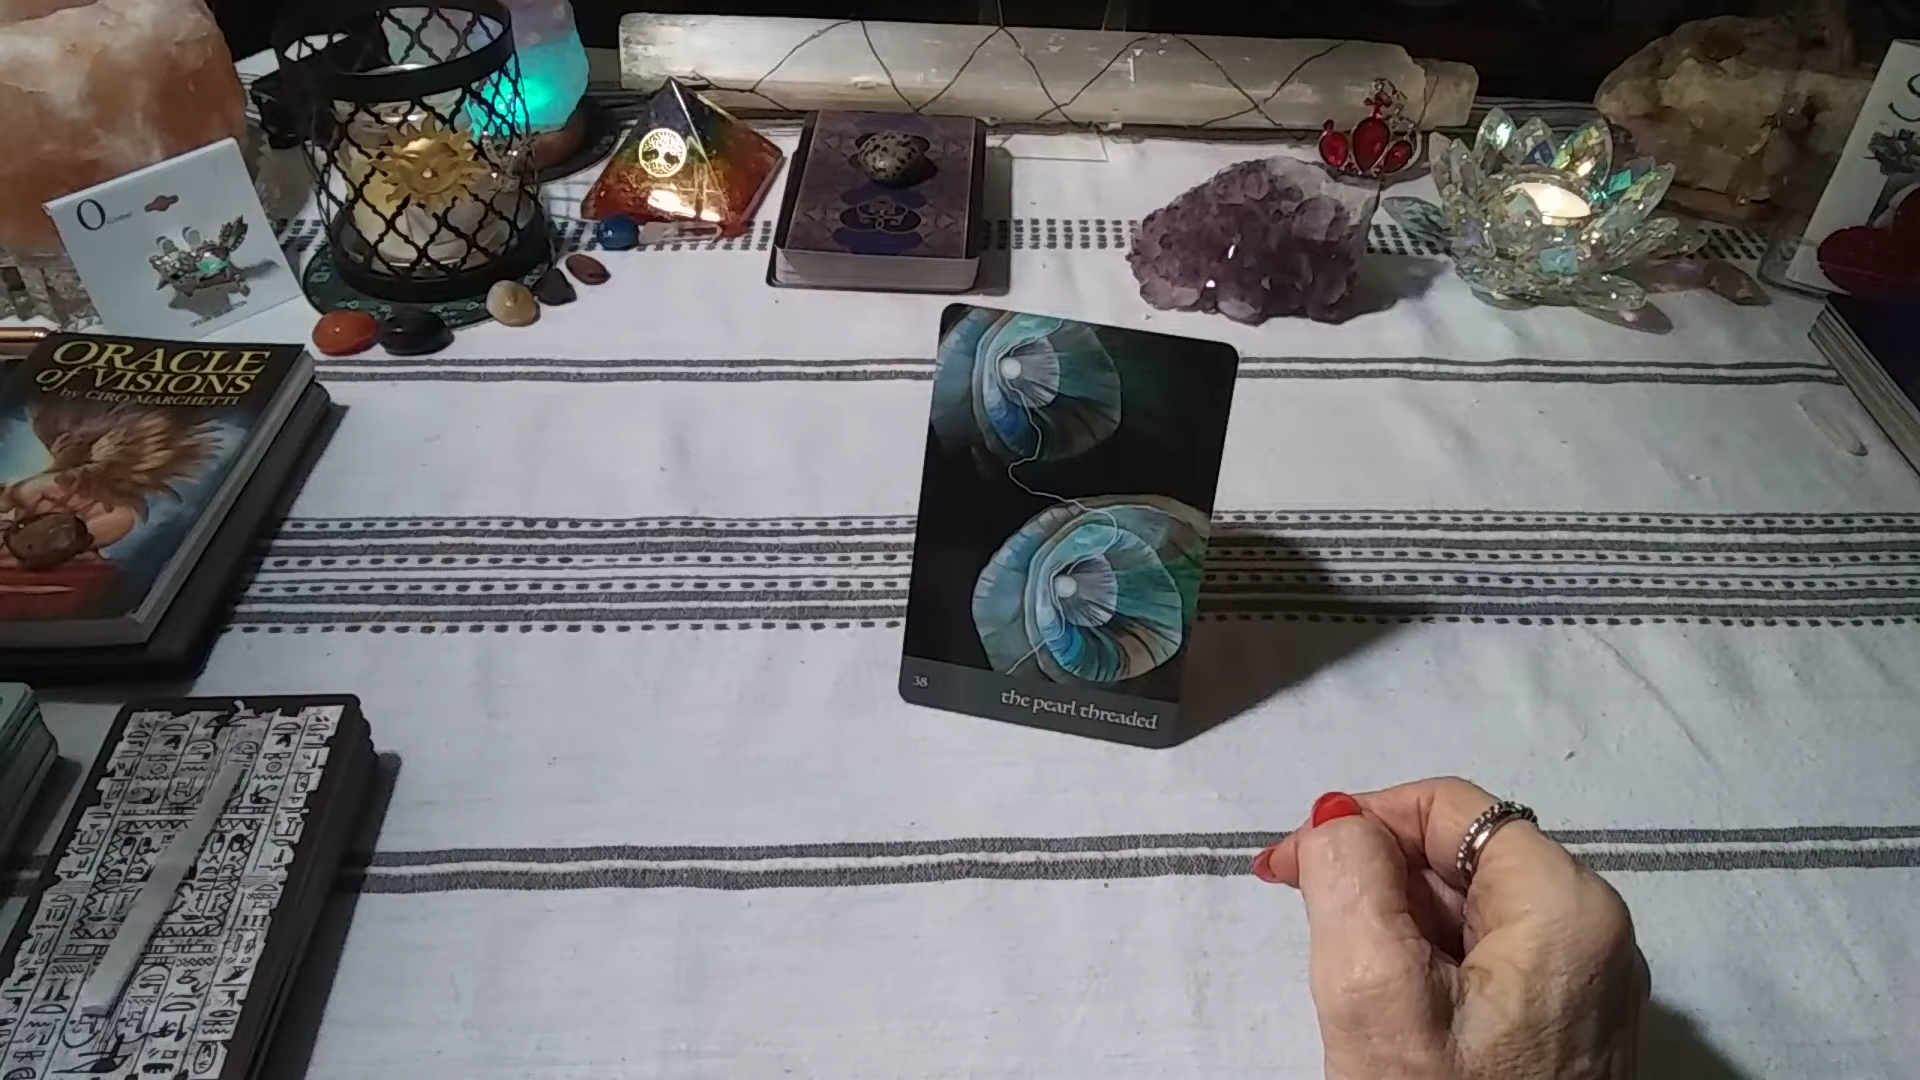 O
S
ORACLE
of VISIONS
by CIRO MARCHETTI
38
the pearl threaded